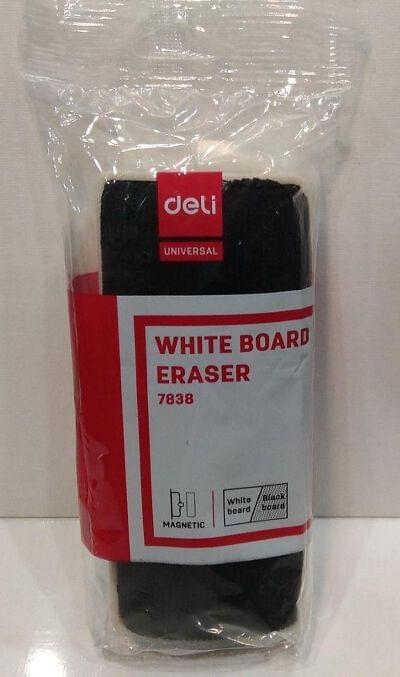 deli
UNIVERSAL
WHITE BOARD
ERASER
7838
MAGNETIC
White
board
Black
board